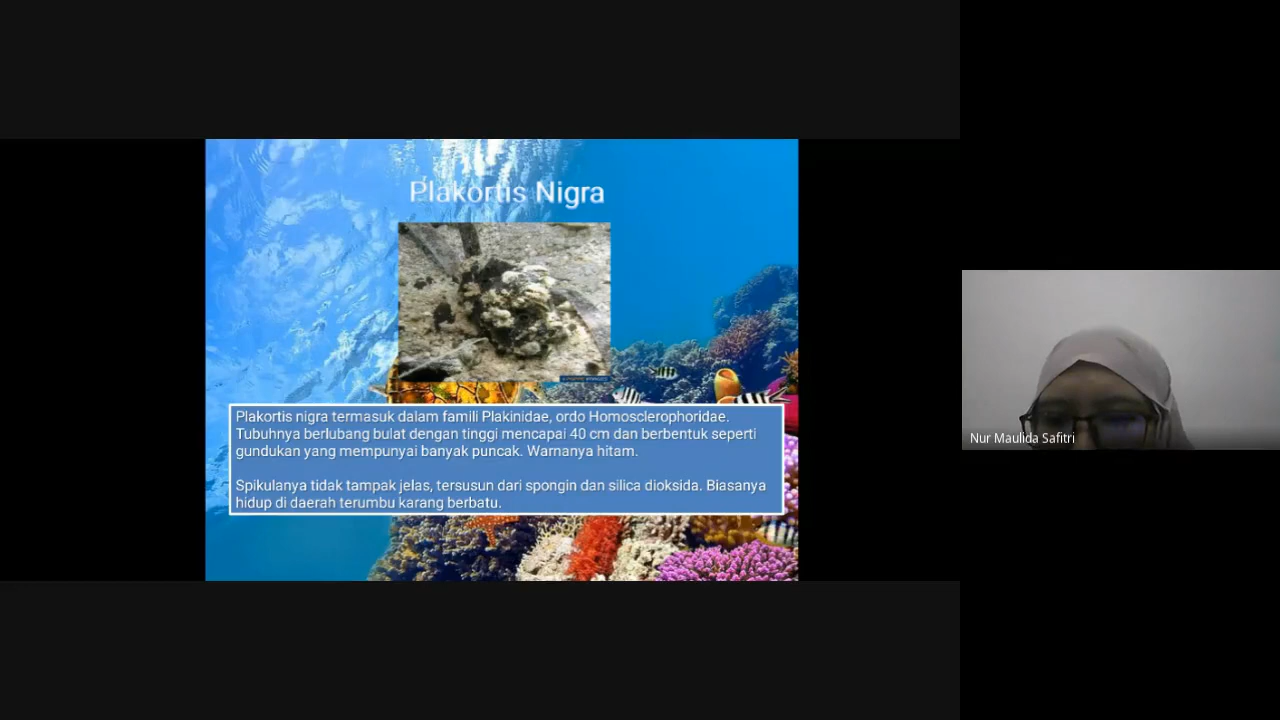 Plakortis Nigra
Plakortis nigra termasuk dalam famili Plakinidae, ordo Homosclerophoridae.
Tubuhnya berlubang bulat dengan tinggi mencapai 40 cm dan berbentuk seperti
gundukan yang mempunyai banyak puncak. Warnanya hitam.
Spikulanya tidak tampak jelas, tersusun dari spongin dan silica dioksida. Biasanya
hidup di daerah terumbu karang berbatu.
Nur Maulida Safitri